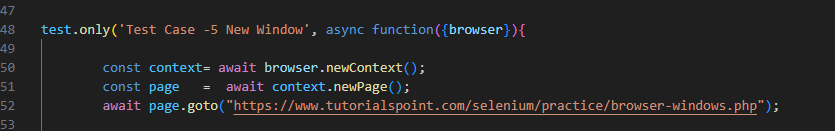 47
48 test.only('Test Case -5 New Window', async function({browser}){
49
50 const context= await browser.newContext();
51 const page   =  await context.newPage();
52 await page.goto("https://www.tutorialspoint.com/selenium/practice/browser-windows.php");
53